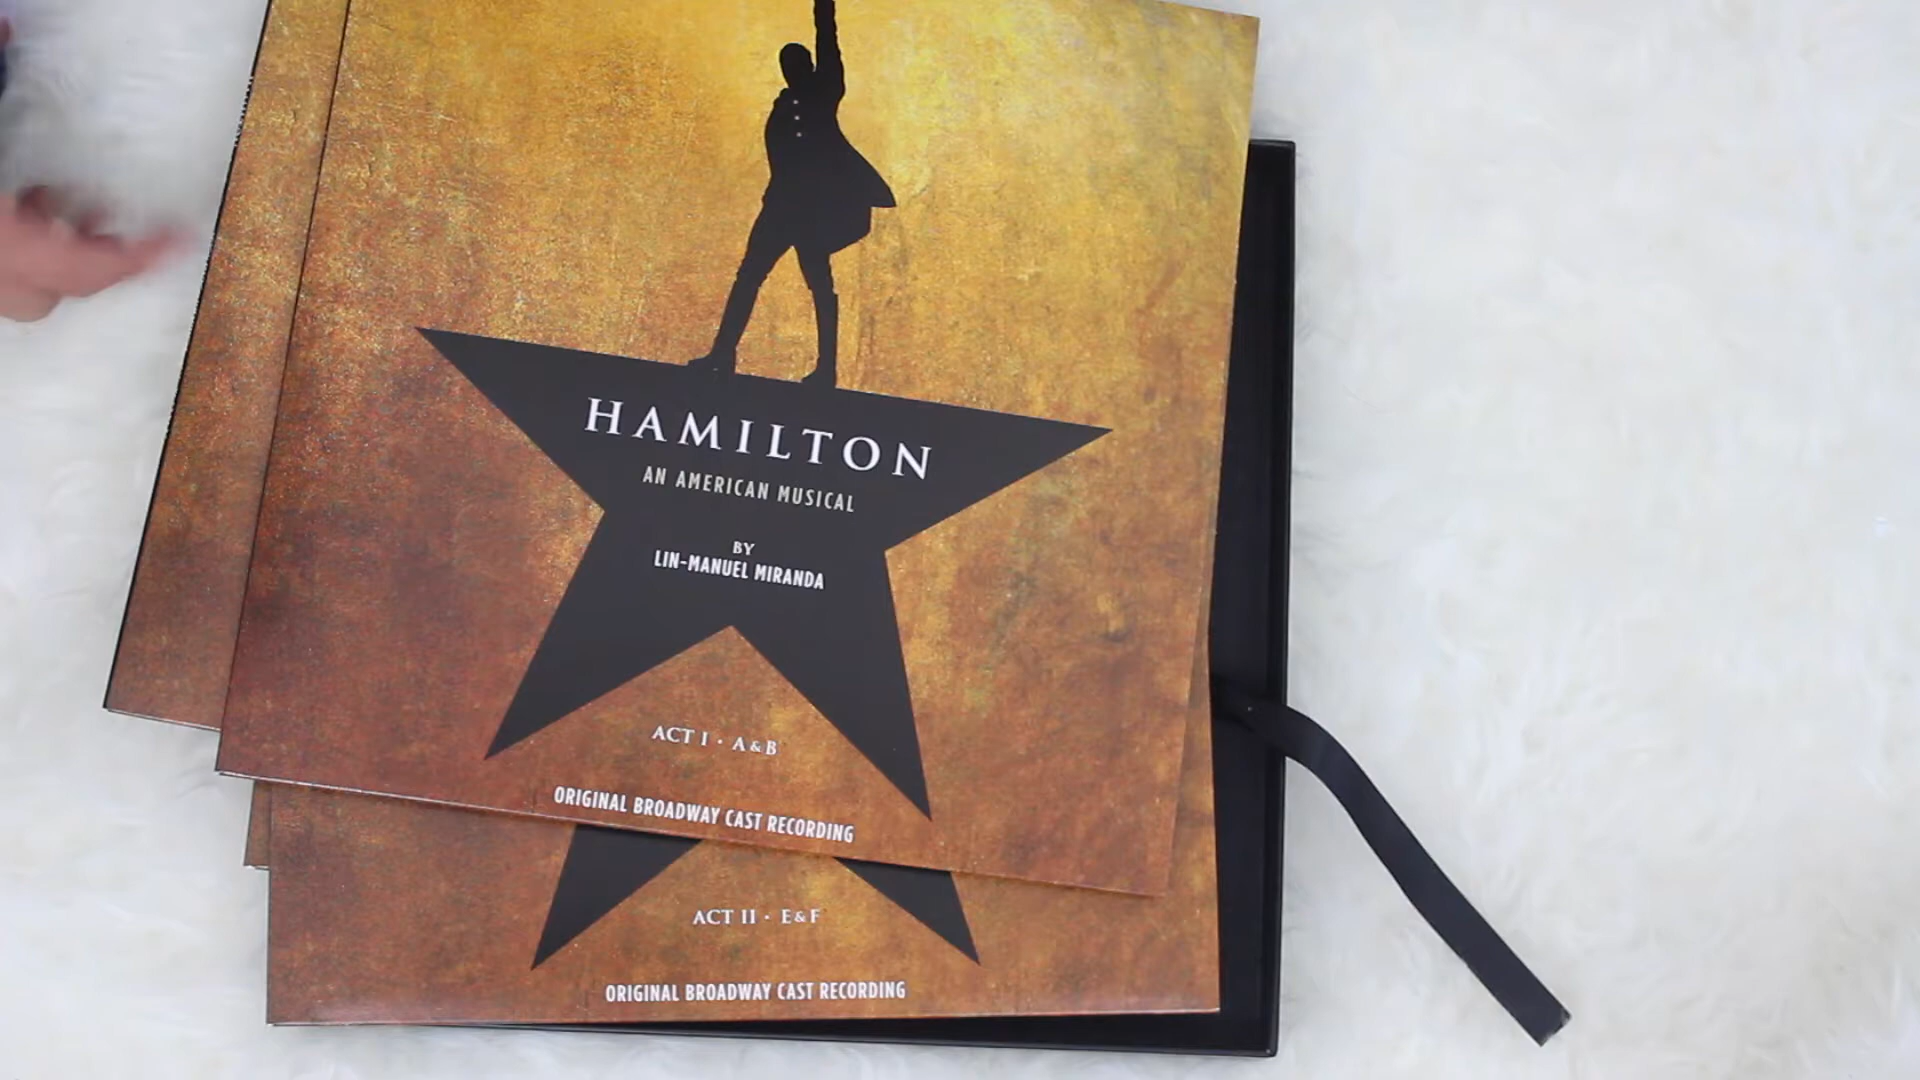 HAMILTON
AN AMERICAN MUSICAL
BY
LIN-MANUEL MIRANDA
ACT I · A&B
ORIGINAL BROADWAY CAST RECORDING
ACT II · E&F
ORIGINAL BROADWAY CAST RECORDING